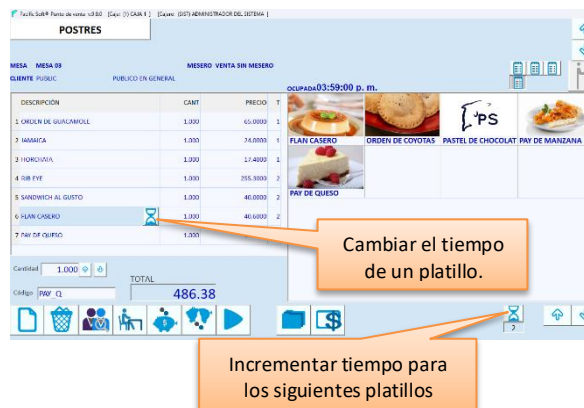 Pacific Soft® Punto de venta v3.9.0 [Caja: (1) CAJA 1 ] [Cajero: (SIST) ADMINISTRADOR DEL SISTEMA ]
POSTRES
MESA MESA 03 MESERO VENTA SIN MESERO
CLIENTE PUBLIC PUBLICO EN GENERAL
OCUPADA 03:59:00 p. m.
DESCRIPCIÓN CANT PRECIO T
1 ORDEN DE GUACAMOLE 1.000 65.0000 1
2 JAMAICA 1.000 24.0000 1
3 HORCHATA 1.000 17.4000 1
4 RIB EYE 1.000 255.3000 2
5 SANDWICH AL GUSTO 1.000 40.0000 2
6 FLAN CASERO 1.000 40.6000 2
7 PAY DE QUESO 1.000
PS
FLAN CASERO ORDEN DE COYOTAS PASTEL DE CHOCOLAT PAY DE MANZANA
PAY DE QUESO
Cambiar el tiempo
de un platillo.
Cantidad 1.000
TOTAL
Código PAY_Q 486.38
2
Incrementar tiempo para
los siguientes platillos